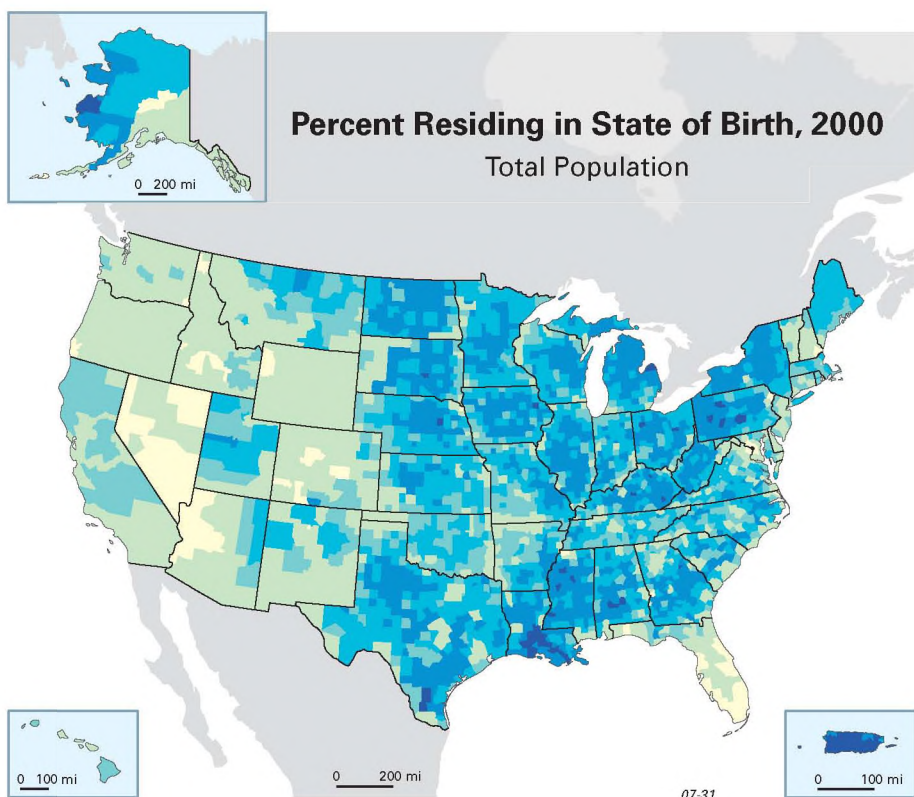 0 200 mi
Percent Residing in State of Birth, 2000
Total Population
0 100 mi
0 200 mi
0 100 mi
07-31